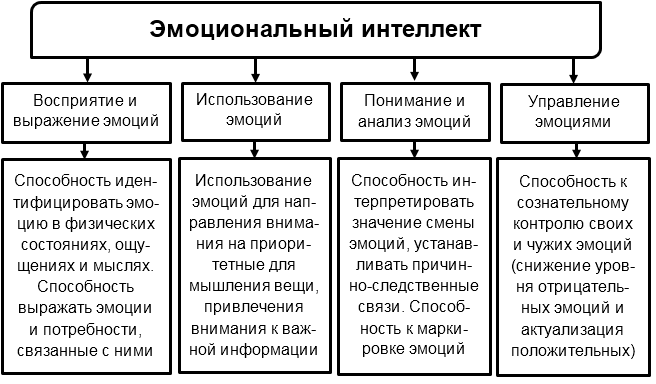 Эмоциональный интеллект
Восприятие и
выражение эмоций
Использование
эмоций
Понимание и
анализ эмоций
Управление
эмоциями
Способность иден-
тифицировать эмо-
цию в физических
состояниях, ощу-
щениях и мыслях.
Способность
выражать эмоции
и потребности,
связанные с ними
Использование
эмоций для нап-
равления внима-
ния на приори-
тетные для
мышления вещи,
привлечения
внимания к важ-
ной информации
Способность ин-
терпретировать
значение смены
эмоций, устанав-
ливать причин-
но-следственные
связи. Способ-
ность к марки-
ровке эмоций
Способность к
сознательному
контролю своих
и чужих эмоций
(снижение уров-
ня отрицатель-
ных эмоций и
актуализация
положительных)